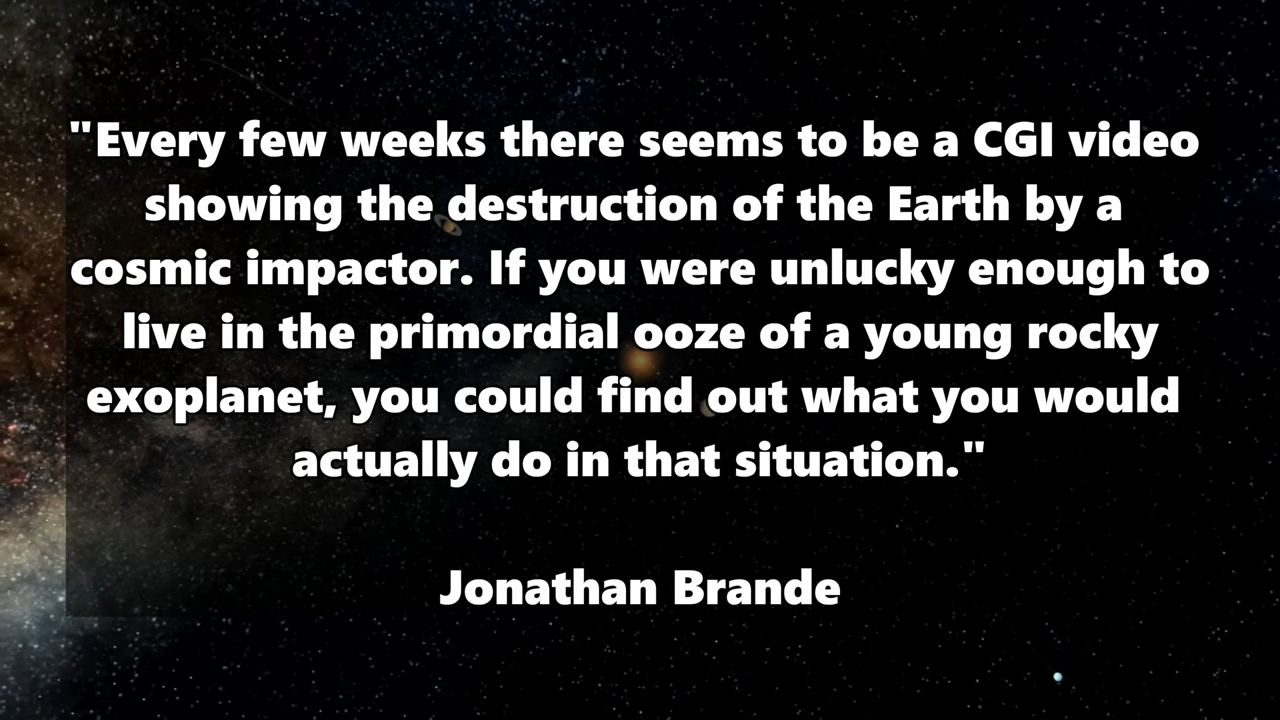 "Every few weeks there seems to be a CGI video
showing the destruction of the Earth by a
cosmic impactor. If you were unlucky enough to
live in the primordial ooze of a young rocky
exoplanet, you could find out what you would
actually do in that situation."
Jonathan Brande